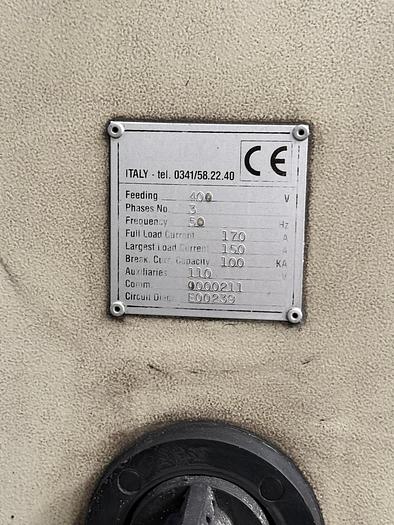 CE
ITALY - tel. 0341/58.22.40
Feeding 400 V
Phases No. 3
Frequency 50 Hz
Full Load Current 170 A
Largest Load Current 150 A
Break. Curr. Capacity 100 KA
Auxiliaries 110 V
Comm. 0000211
Circuit Diag. E00239